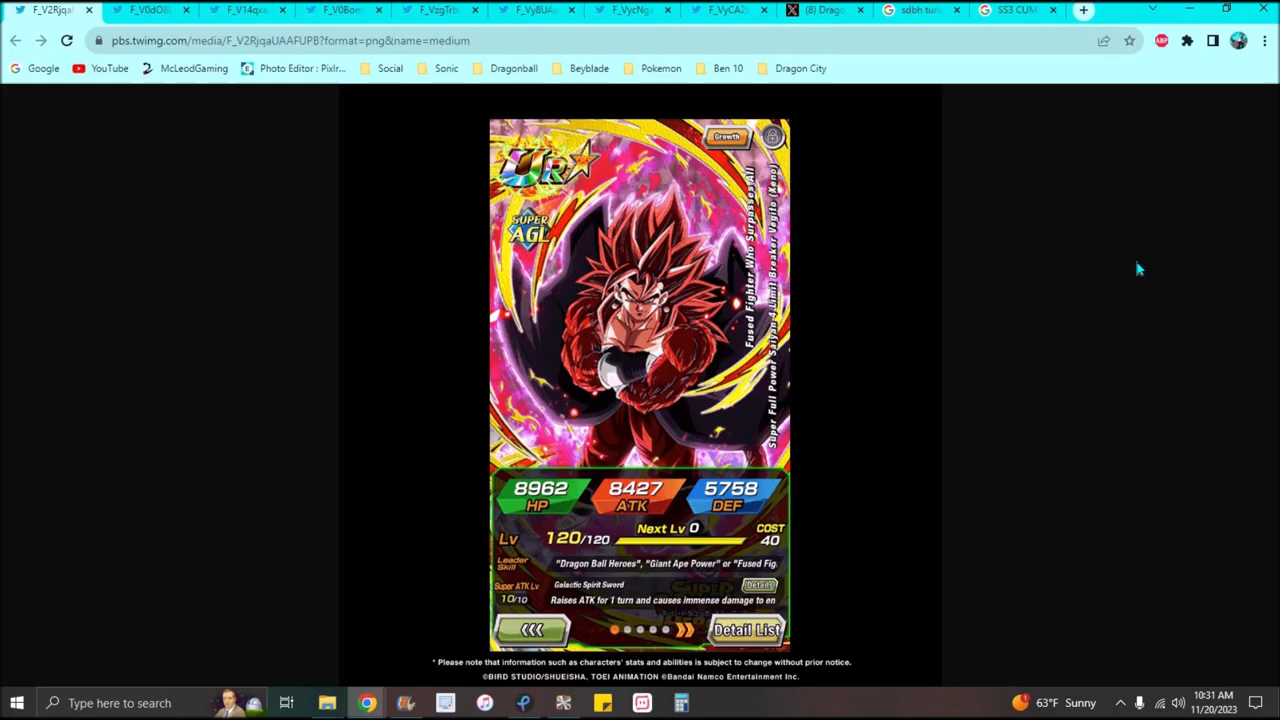 F_V2RjqaU
F_V0dOBL
F_V14qxa
F_V0Bom
F_VzgTrb
F_Vy8UA
F_VycNga
F_VyCA2U
(8) Drago
sdbh turl
SS3 CUM
pbs.twimg.com/media/F_V2RjqaUAAFUPB?format=png&name=medium
Google
YouTube
McLeodGaming
Photo Editor : Pixlr...
Social
Sonic
Dragonball
Beyblade
Pokemon
Ben 10
Dragon City
Growth
UR
SUPER
AGL
Fused Fighter Who Surpasses All
Super Full Power Saiyan 4 Limit Breaker Vegito (Xeno)
8962 8427 5758
HP ATK DEF
Next Lv 0 COST
Lv 120/120 40
Leader Skill "Dragon Ball Heroes", "Giant Ape Power" or "Fused Fig
Super ATK Lv Galactic Spirit Sword Details
10/10 Raises ATK for 1 turn and causes immense damage to en
Detail List
* Please note that information such as characters' stats and abilities is subject to change without prior notice.
©BIRD STUDIO/SHUEISHA, TOEI ANIMATION ©Bandai Namco Entertainment Inc.
Type here to search
63°F Sunny
10:31 AM
11/20/2023